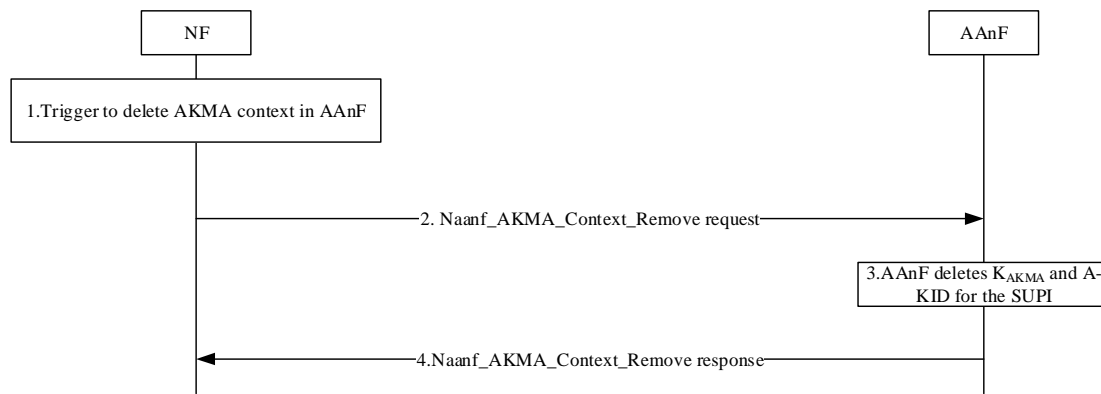 NF
AAnF
1.Trigger to delete AKMA context in AAnF
2. Naanf_AKMA_Context_Remove request
3.AAnF deletes KAKMA and A-
KID for the SUPI
4.Naanf_AKMA_Context_Remove response